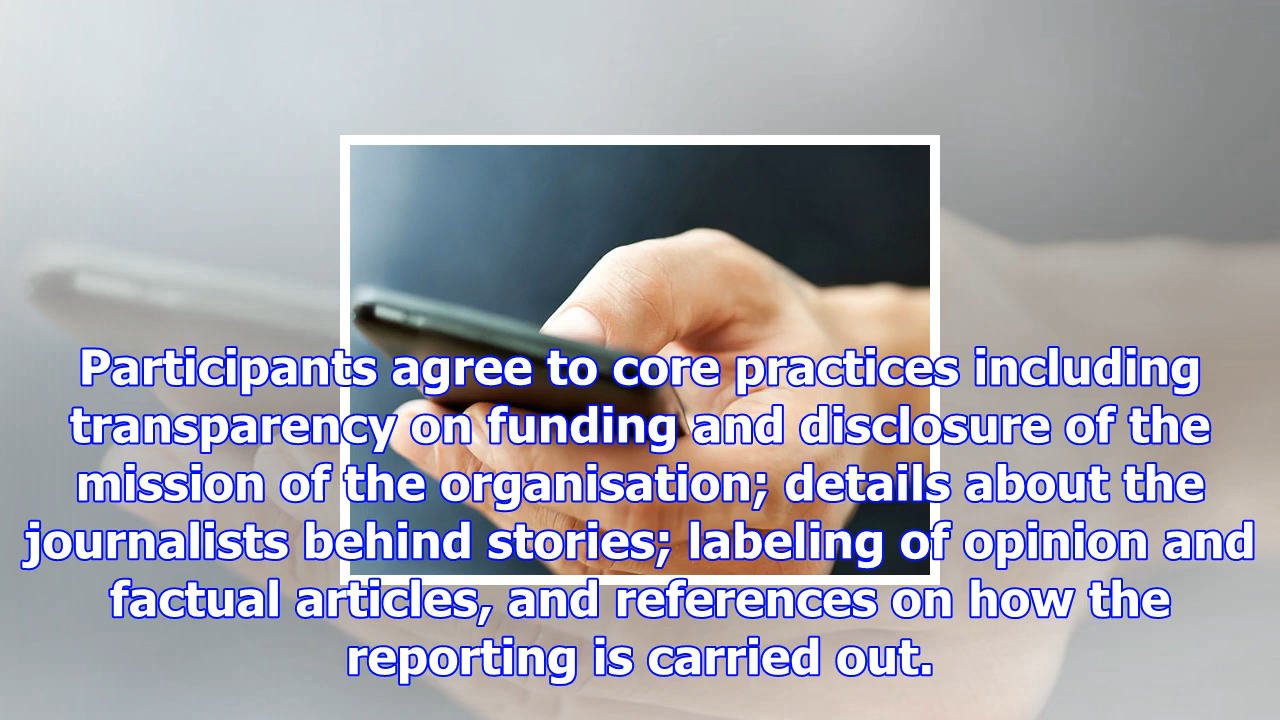 Participants agree to core practices including
transparency on funding and disclosure of the
mission of the organisation; details about the
journalists behind stories; labeling of opinion and
factual articles, and references on how the
reporting is carried out.